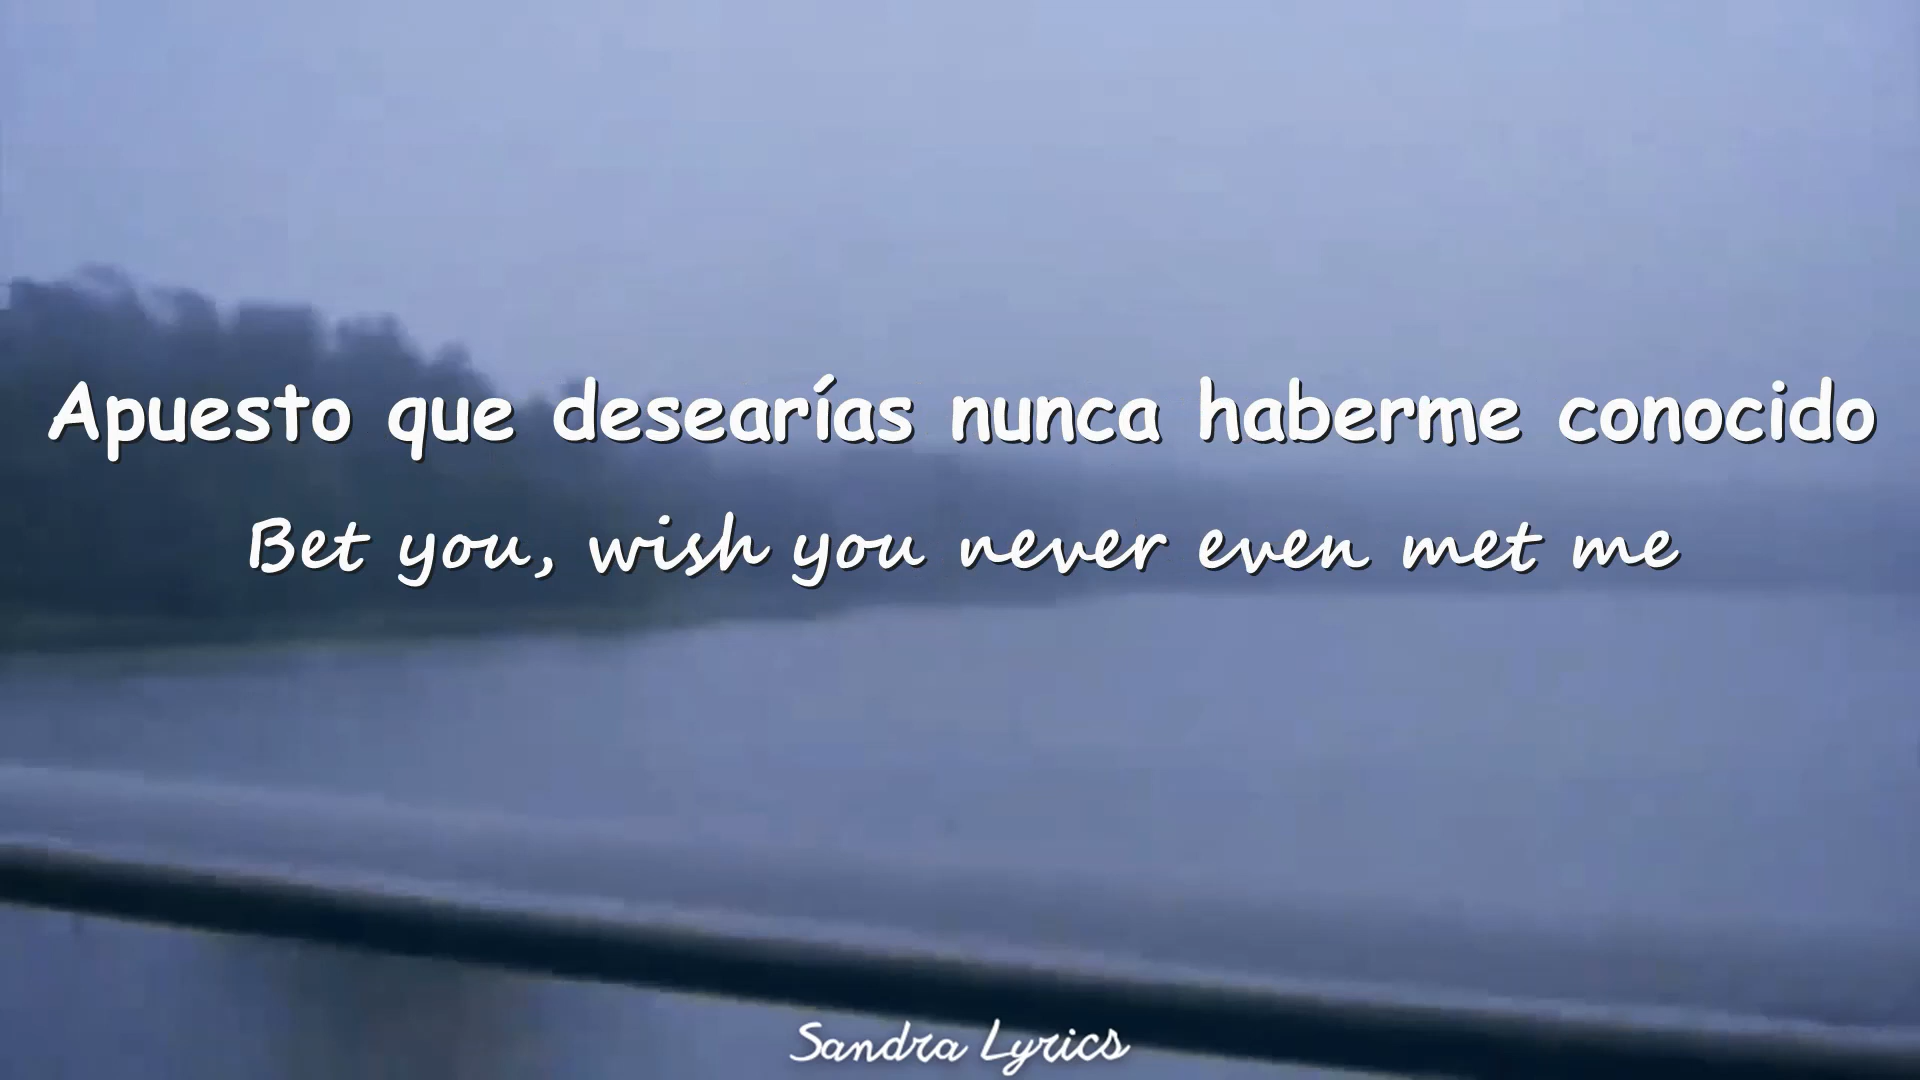 Apuesto que desearías nunca haberme conocido
Bet you, wish you never even met me
Sandra Lyrics